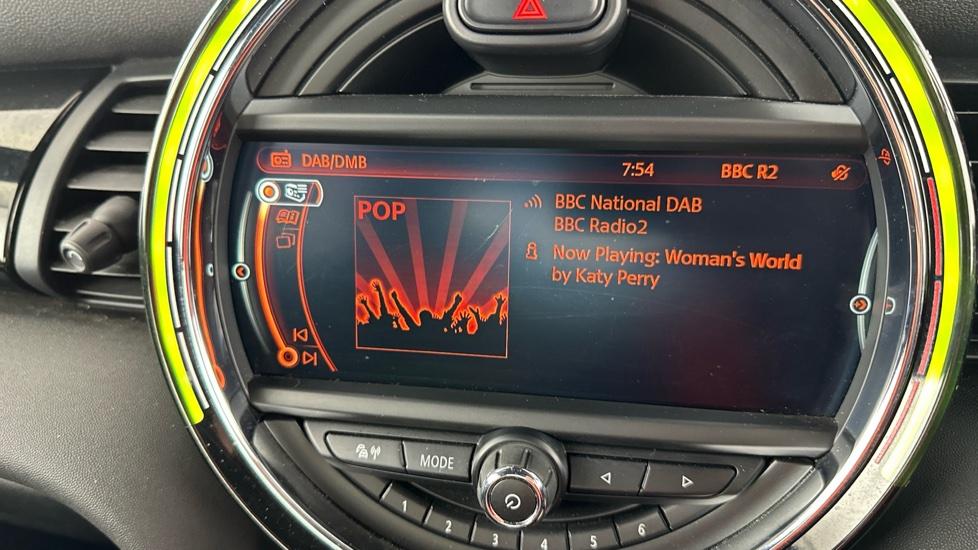 DAB/DMB 7:54 BBC R2
POP
BBC National DAB
BBC Radio2
Now Playing: Woman's World
by Katy Perry
MODE
1 2 3 4 5 6